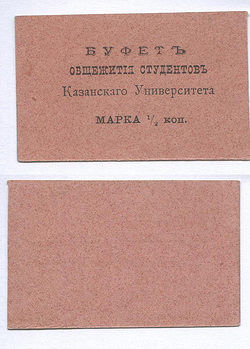 БУФЕТЪ
ОБЩЕЖИТІЯ СТУДЕНТОВЪ
Казанскаго Университета
МАРКА ½ коп.